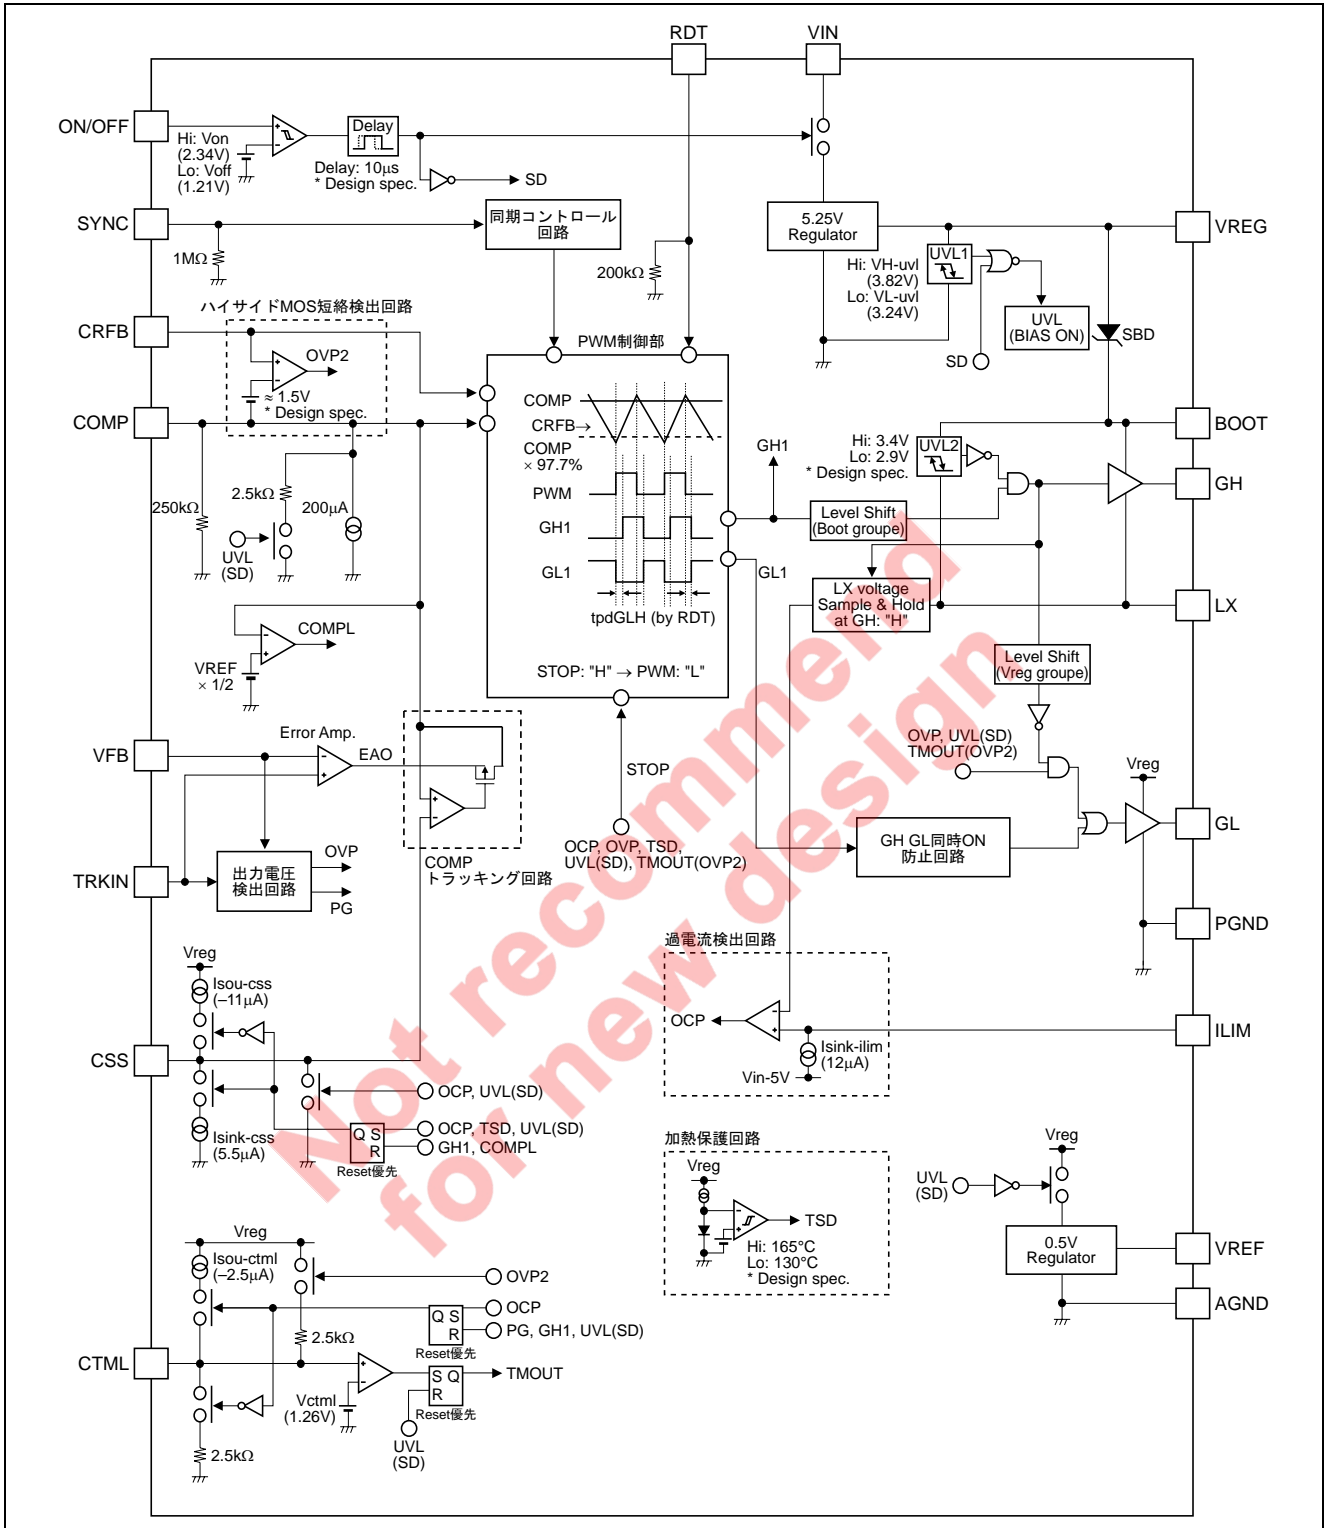 RDT
VIN
ON/OFF
Hi: Von
(2.34V)
Lo: Voff
(1.21V)
Delay
Delay: 10μs
* Design spec.
SD
SYNC
1MΩ
同期コントロール
回路
200kΩ
5.25V
Regulator
VREG
UVL1
Hi: VH-uvl
(3.82V)
Lo: VL-uvl
(3.24V)
UVL
(BIAS ON)
SBD
SD
ハイサイドMOS短絡検出回路
CRFB
OVP2
≈ 1.5V
* Design spec.
COMP
PWM制御部
COMP
CRFB→
COMP
× 97.7%
PWM
GH1
GL1
tpdGLH (by RDT)
STOP: "H" → PWM: "L"
250kΩ
2.5kΩ
200μA
UVL
(SD)
BOOT
Hi: 3.4V
Lo: 2.9V
* Design spec.
UVL2
GH
GH1
Level Shift
(Boot groupe)
GL1
LX voltage
Sample & Hold
at GH: "H"
LX
COMPL
VREF
× 1/2
Level Shift
(Vreg groupe)
VFB
Error Amp.
EAO
STOP
OCP, OVP, TSD,
UVL(SD), TMOUT(OVP2)
OVP, UVL(SD)
TMOUT(OVP2)
Vreg
GL
GH GL同時ON
防止回路
COMP
トラッキング回路
TRKIN
出力電圧
検出回路
OVP
PG
PGND
過電流検出回路
OCP
Isink-ilim
(12μA)
Vin-5V
ILIM
Vreg
Isou-css
(–11μA)
CSS
Isink-css
(5.5μA)
OCP, UVL(SD)
Q S
R
Reset優先
OCP, TSD, UVL(SD)
GH1, COMPL
加熱保護回路
Vreg
TSD
Hi: 165°C
Lo: 130°C
* Design spec.
Vreg
UVL
(SD)
0.5V
Regulator
VREF
AGND
Vreg
Isou-ctml
(–2.5μA)
OVP2
OCP
Q S
R
PG, GH1, UVL(SD)
Reset優先
2.5kΩ
CTML
Vctml
(1.26V)
S Q
R
TMOUT
Reset優先
UVL
(SD)
2.5kΩ
Not recommend
for new design